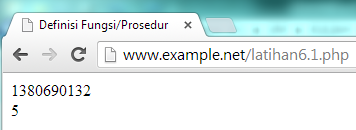 Definisi Fungsi/Prosedur
www.example.net/latihan6.1.php
1380690132
5